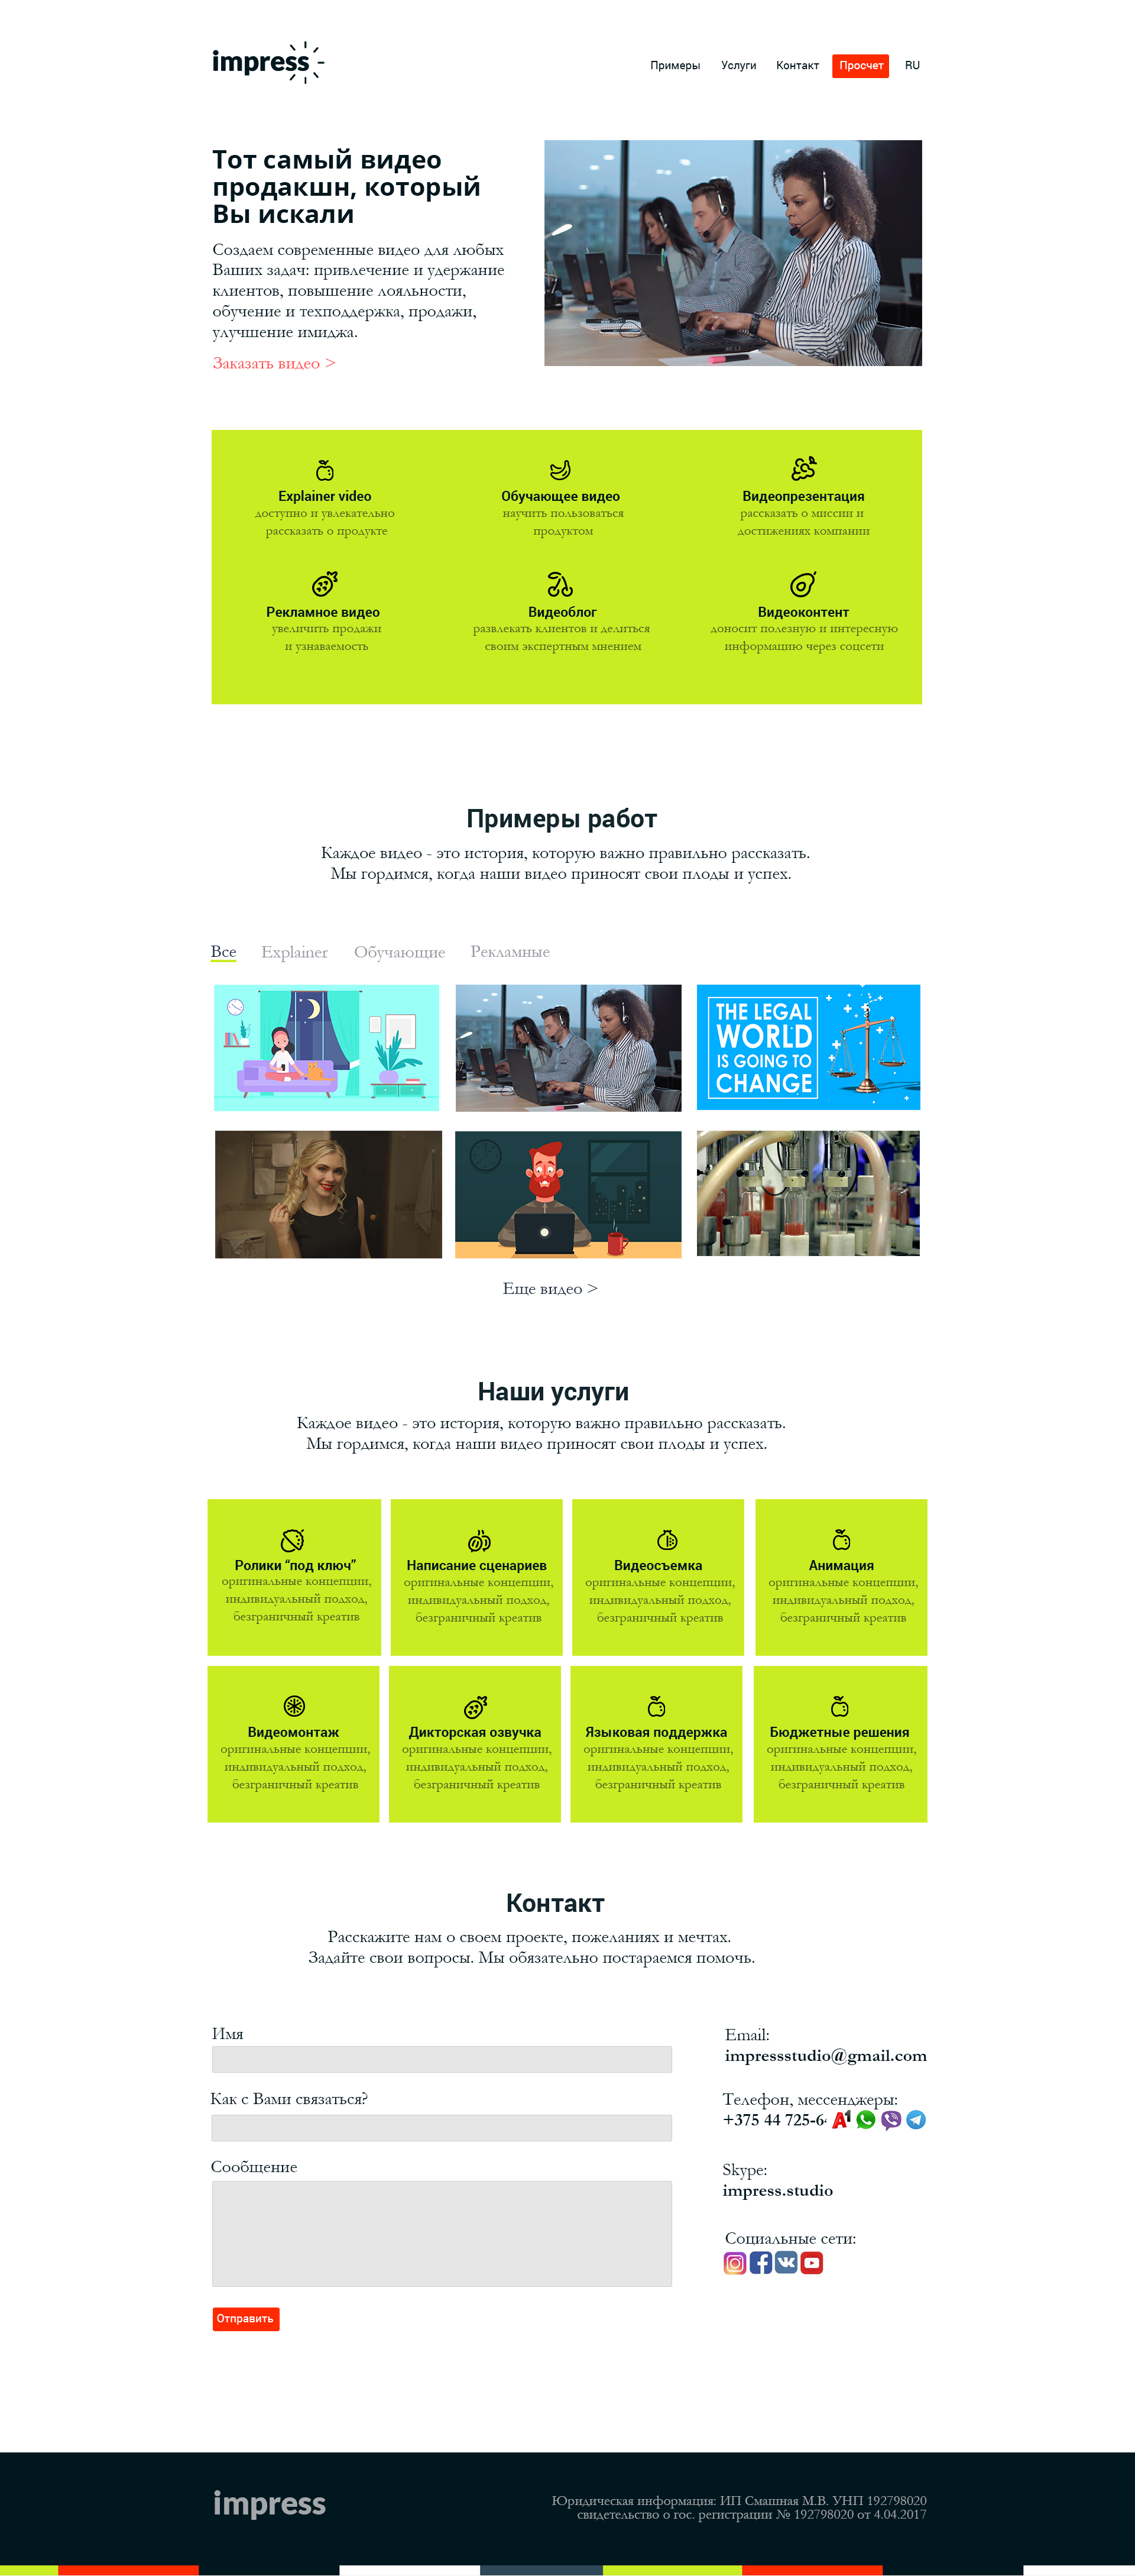 impress
Примеры Услуги Контакт Просчет RU
Тот самый видео
продакшн, который
Вы искали
Создаем современные видео для любых
Ваших задач: привлечение и удержание
клиентов, повышение лояльности,
обучение и техподдержка, продажи,
улучшение имиджа.
Заказать видео >
Explainer video
доступно и увлекательно
рассказать о продукте
Обучающее видео
научить пользоваться
продуктом
Видеопрезентация
рассказать о миссии и
достижениях компании
Рекламное видео
увеличить продажи
и узнаваемость
Видеоблог
развлекать клиентов и делиться
своим экспертным мнением
Видеоконтент
доносит полезную и интересную
информацию через соцсети
Примеры работ
Каждое видео - это история, которую важно правильно рассказать.
Мы гордимся, когда наши видео приносят свои плоды и успех.
Все Explainer Обучающие Рекламные
THE LEGAL
WORLD
IS GOING TO
CHANGE
Еще видео >
Наши услуги
Каждое видео - это история, которую важно правильно рассказать.
Мы гордимся, когда наши видео приносят свои плоды и успех.
Ролики “под ключ”
оригинальные концепции,
индивидуальный подход,
безграничный креатив
Написание сценариев
оригинальные концепции,
индивидуальный подход,
безграничный креатив
Видеосъемка
оригинальные концепции,
индивидуальный подход,
безграничный креатив
Анимация
оригинальные концепции,
индивидуальный подход,
безграничный креатив
Видеомонтаж
оригинальные концепции,
индивидуальный подход,
безграничный креатив
Дикторская озвучка
оригинальные концепции,
индивидуальный подход,
безграничный креатив
Языковая поддержка
оригинальные концепции,
индивидуальный подход,
безграничный креатив
Бюджетные решения
оригинальные концепции,
индивидуальный подход,
безграничный креатив
Контакт
Расскажите нам о своем проекте, пожеланиях и мечтах.
Задайте свои вопросы. Мы обязательно постараемся помочь.
Имя
Как с Вами связаться?
Сообщение
Отправить
Email:
impressstudio@gmail.com
Телефон, мессенджеры:
+375 44 725-6 A1
Skype:
impress.studio
Социальные сети:
impress
Юридическая информация: ИП Смашная М.В. УНП 192798020
свидетельство о гос. регистрации № 192798020 от 4.04.2017